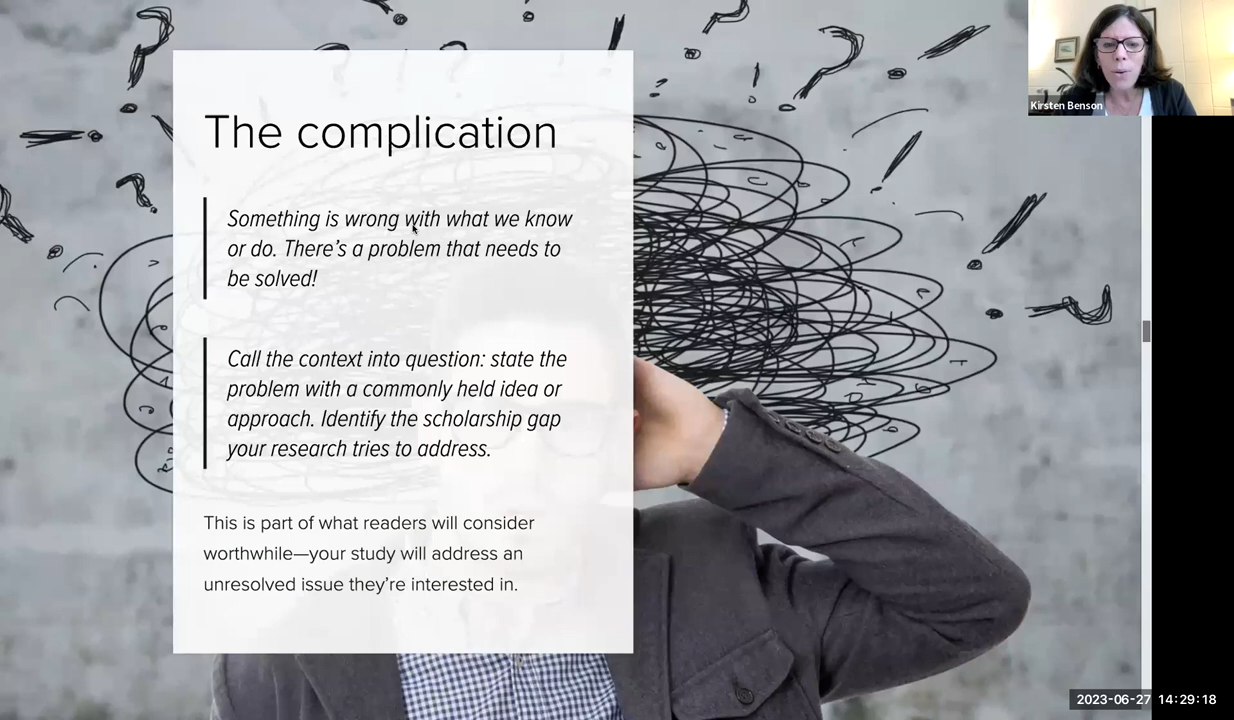 The complication
Something is wrong with what we know
or do. There's a problem that needs to
be solved!
Call the context into question: state the
problem with a commonly held idea or
approach. Identify the scholarship gap
your research tries to address.
This is part of what readers will consider
worthwhile—your study will address an
unresolved issue they're interested in.
Kirsten Benson
2023-06-27 14:29:18